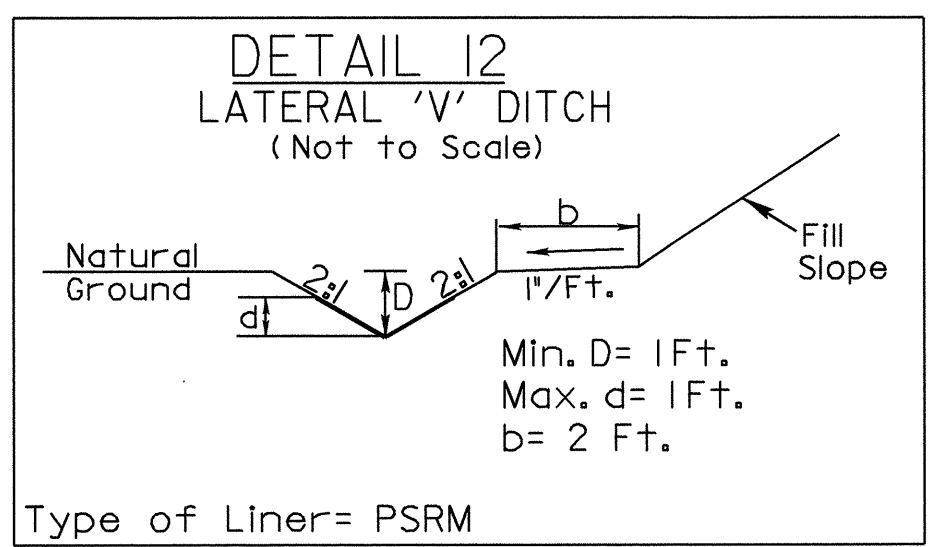 DETAIL 12
LATERAL 'V' DITCH
(Not to Scale)
b
Natural
Ground
2:1
D
2:1
1"/Ft.
Fill
Slope
d
Min. D= 1Ft.
Max. d= 1Ft.
b= 2 Ft.
Type of Liner= PSRM